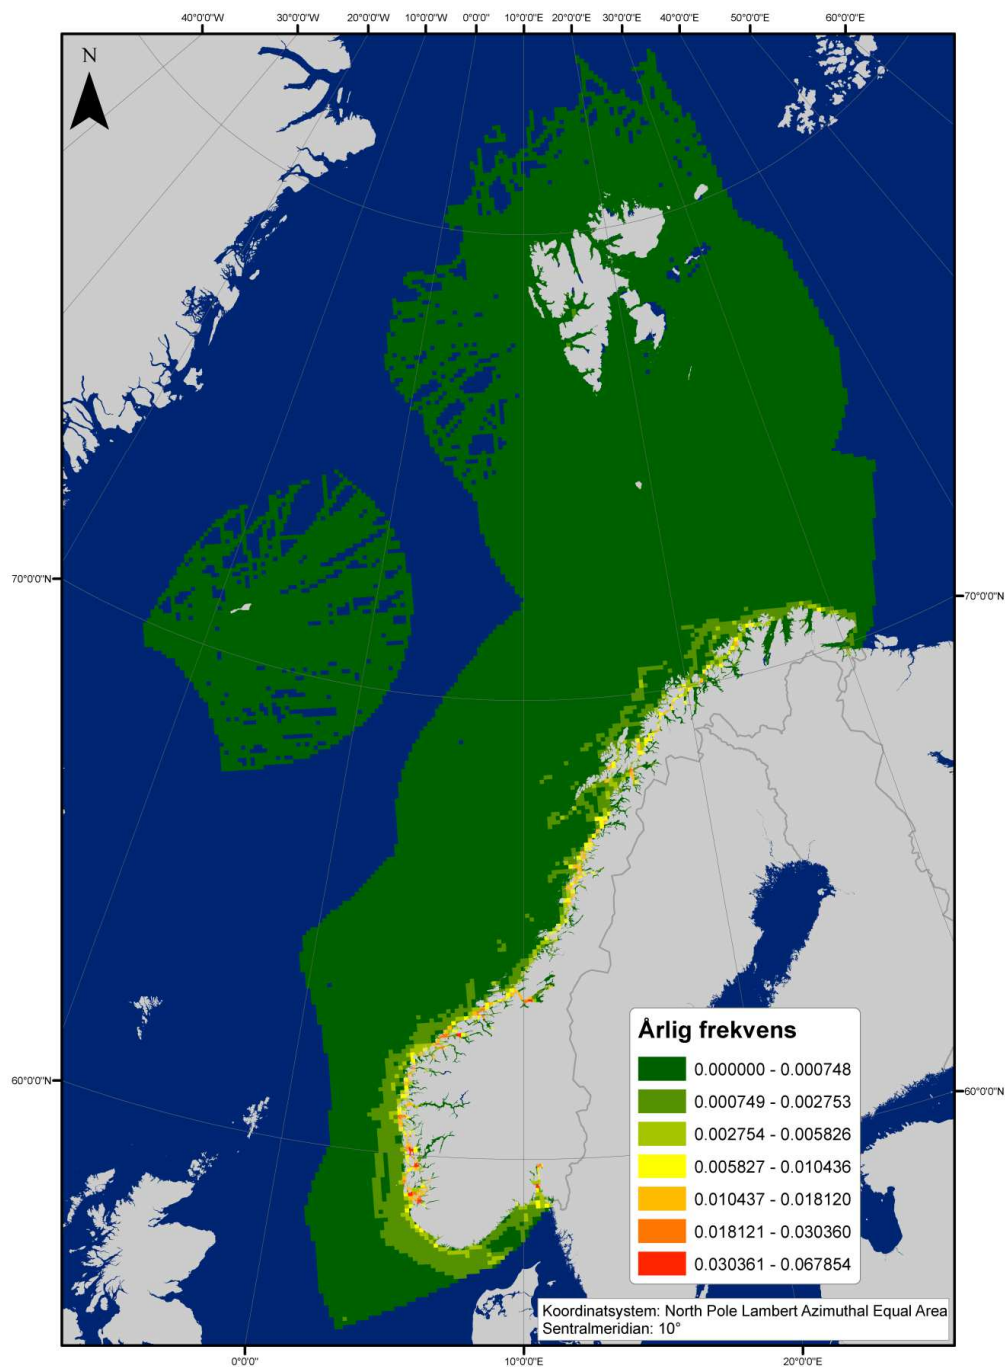 40°0'0"W 30°0'0"W 20°0'0"W 10°0'0"W 0°0'0" 10°0'0"E 20°0'0"E 30°0'0"E 40°0'0"E 50°0'0"E 60°0'0"E
N
70°0'0"N 70°0'0"N
60°0'0"N 60°0'0"N
Årlig frekvens
0.000000 - 0.000748
0.000749 - 0.002753
0.002754 - 0.005826
0.005827 - 0.010436
0.010437 - 0.018120
0.018121 - 0.030360
0.030361 - 0.067854
Koordinatsystem: North Pole Lambert Azimuthal Equal Area
Sentralmeridian: 10°
0°0'0" 10°0'0"E 20°0'0"E